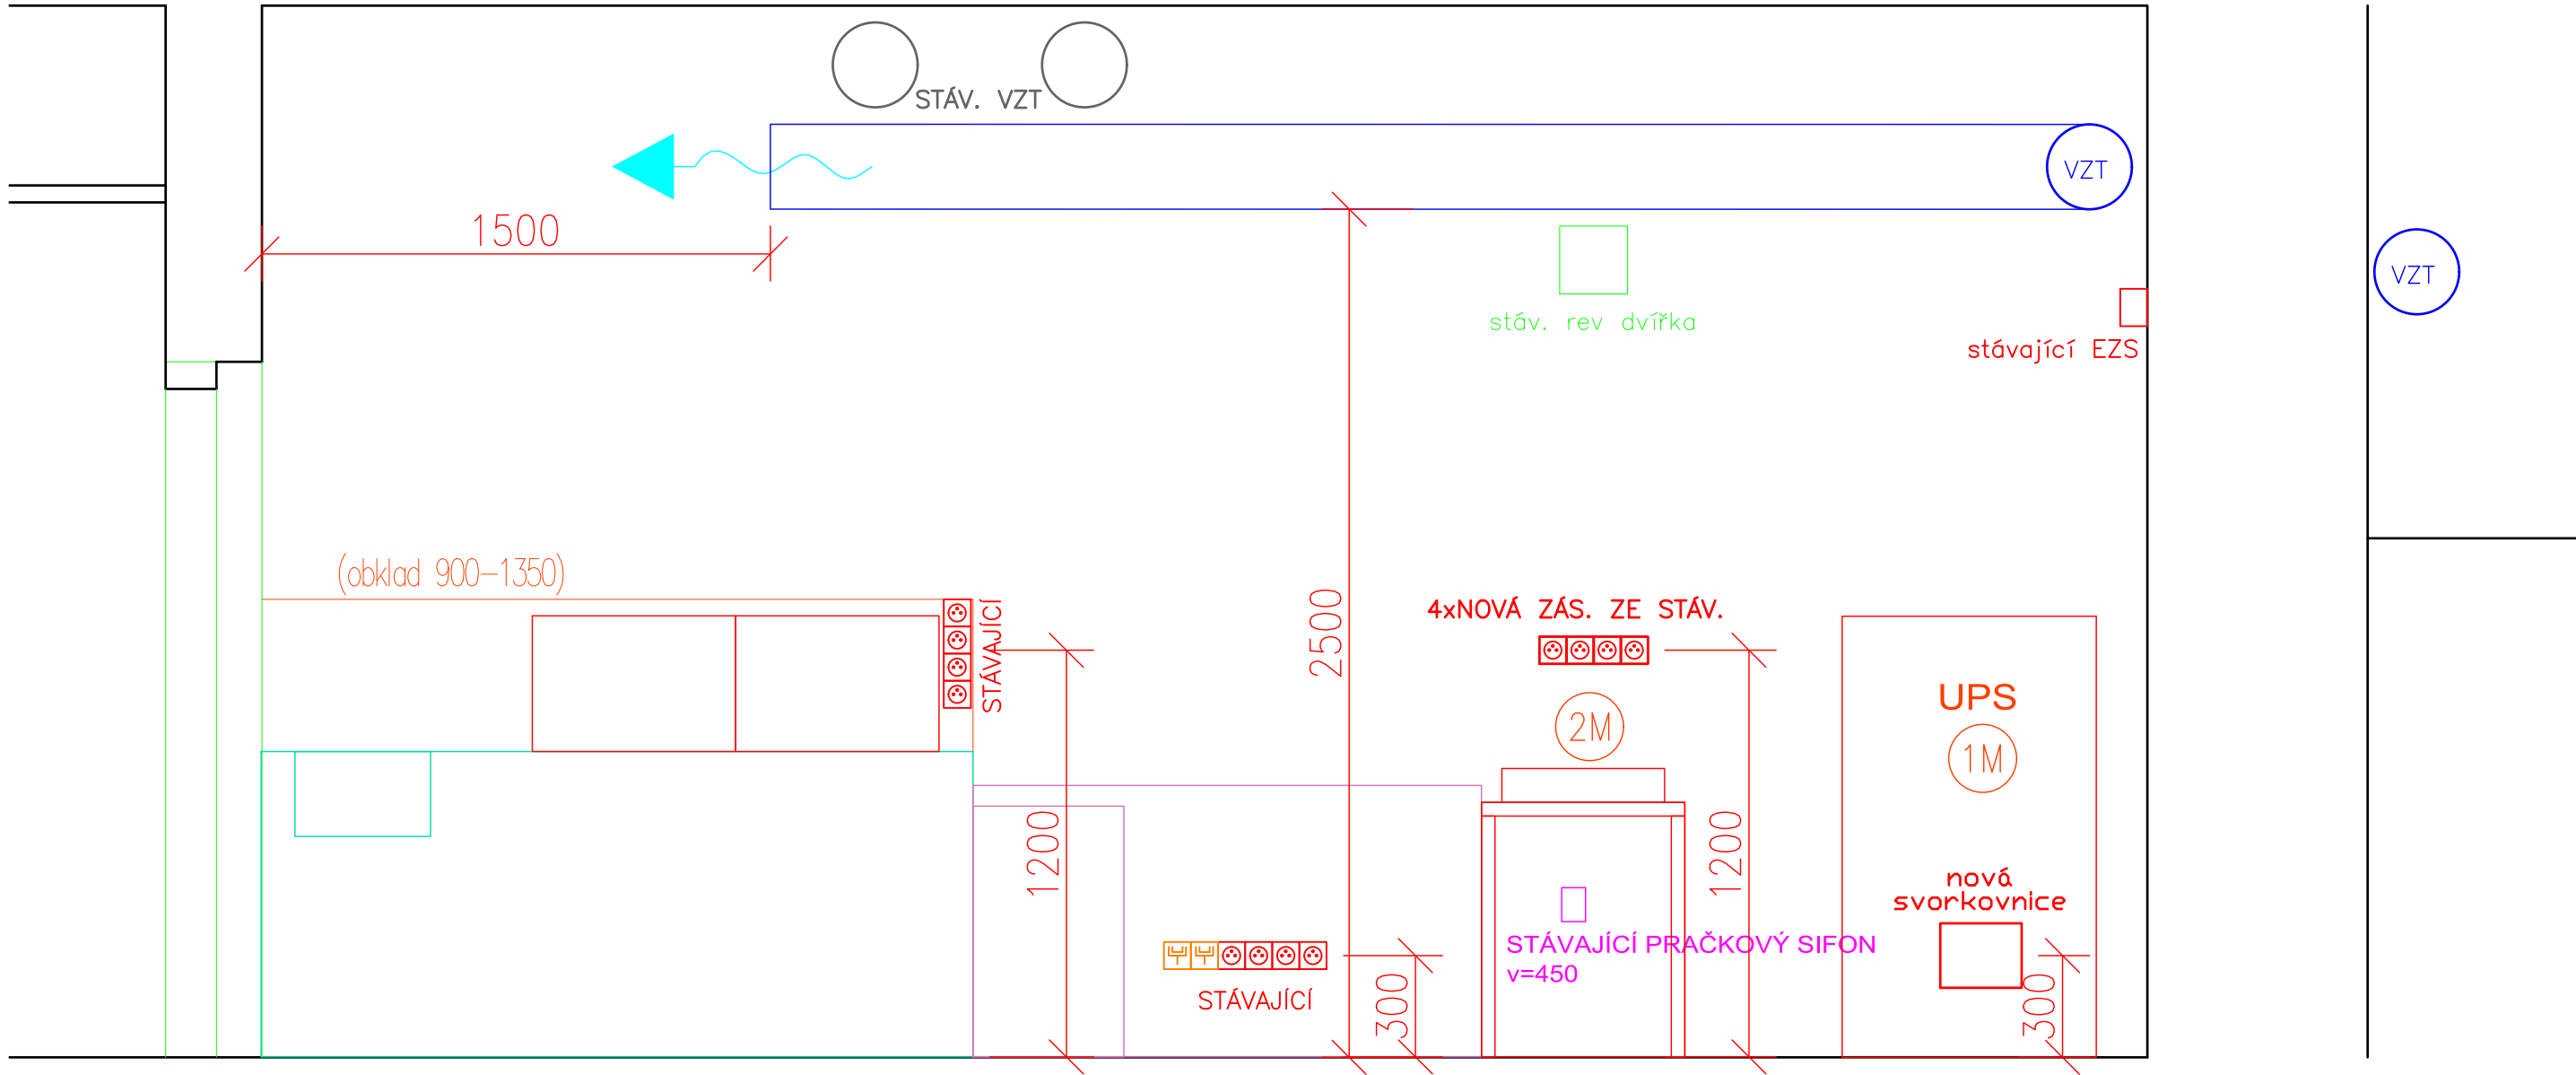 STÁV. VZT
VZT
1500
VZT
stáv. rev dvířka
stávající EZS
(obklad 900-1350)
STÁVAJÍCÍ
2500
4xNOVÁ ZÁS. ZE STÁV.
UPS
2M
1M
1200
1200
nová
svorkovnice
STÁVAJÍCÍ PRAČKOVÝ SIFON
v=450
STÁVAJÍCÍ
300
300